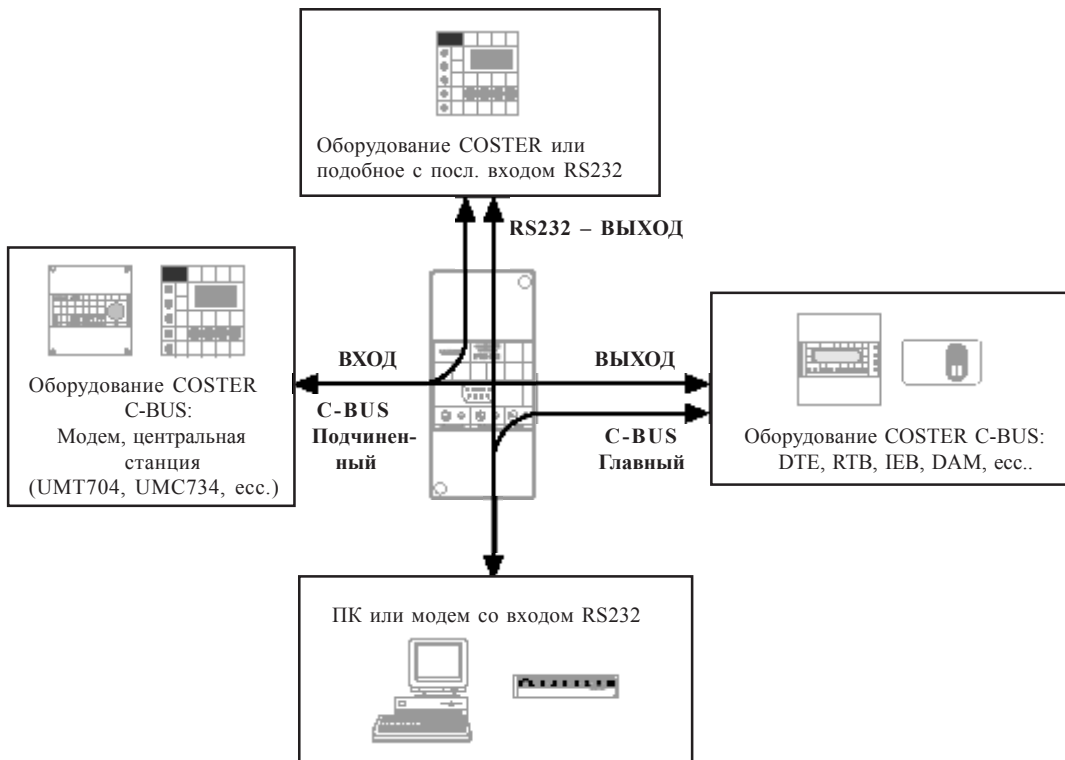 Оборудование COSTER или
подобное с посл. входом RS232
RS232 – ВЫХОД
ВХОД
ВЫХОД
Оборудование COSTER
C-BUS:
Модем, центральная
станция
(UMT704, UMC734, ecc.)
C-BUS
Подчинен-
ный
C-BUS
Главный
Оборудование COSTER C-BUS:
DTE, RTB, IEB, DAM, ecc..
ПК или модем со входом RS232